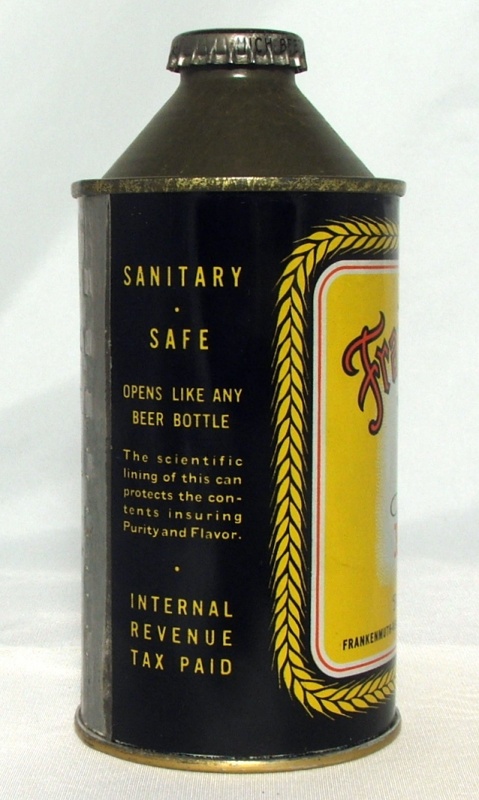 SANITARY
•
SAFE
OPENS LIKE ANY
BEER BOTTLE
The scientific
lining of this can
protects the con-
tents insuring
Purity and Flavor.
•
INTERNAL
REVENUE
TAX PAID
Fra
FRANKENMUTH